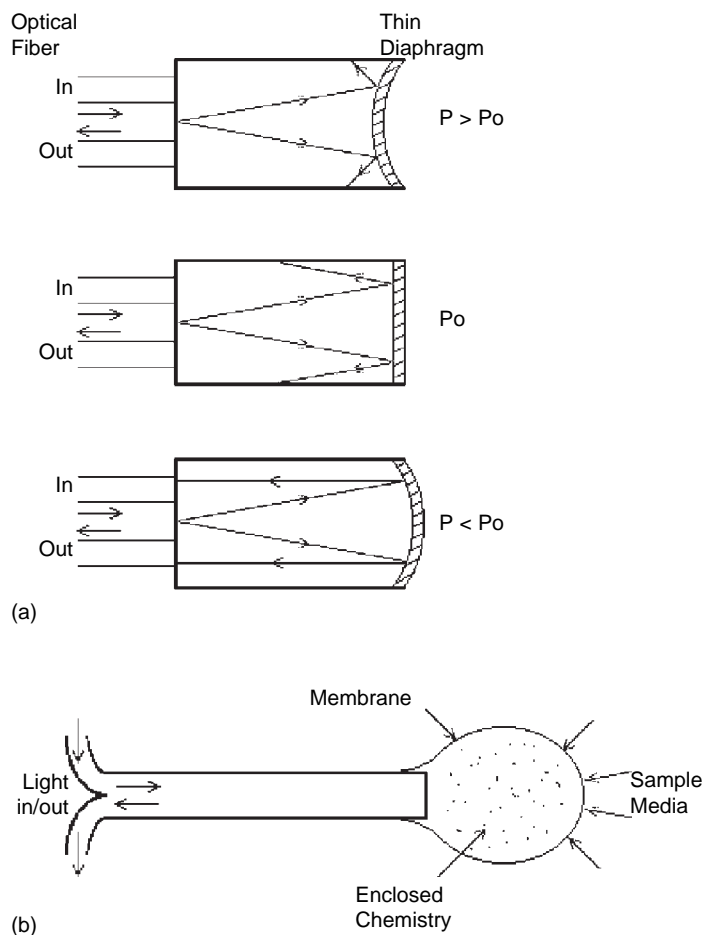 Optical
Fiber
Thin
Diaphragm
In
Out
P > Po
In
Out
Po
In
Out
P < Po
(a)
Membrane
Light
in/out
Sample
Media
Enclosed
Chemistry
(b)